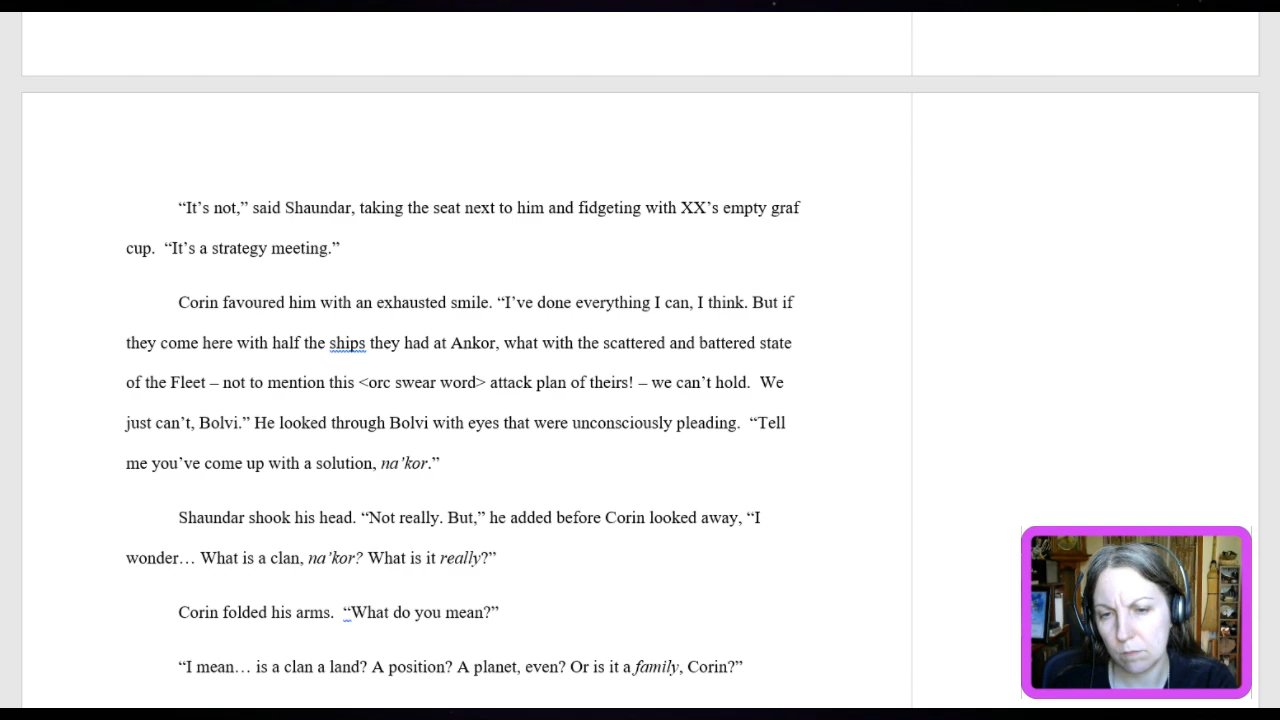 “It’s not,” said Shaundar, taking the seat next to him and fidgeting with XX’s empty graf
cup.  “It’s a strategy meeting.”
Corin favoured him with an exhausted smile. “I’ve done everything I can, I think. But if
they come here with half the ships they had at Ankor, what with the scattered and battered state
of the Fleet – not to mention this <orc swear word> attack plan of theirs! – we can’t hold.  We
just can’t, Bolvi.” He looked through Bolvi with eyes that were unconsciously pleading.  “Tell
me you’ve come up with a solution, na’kor.”
Shaundar shook his head. “Not really. But,” he added before Corin looked away, “I
wonder… What is a clan, na’kor? What is it really?”
Corin folded his arms.  “What do you mean?”
“I mean… is a clan a land? A position? A planet, even? Or is it a family, Corin?”